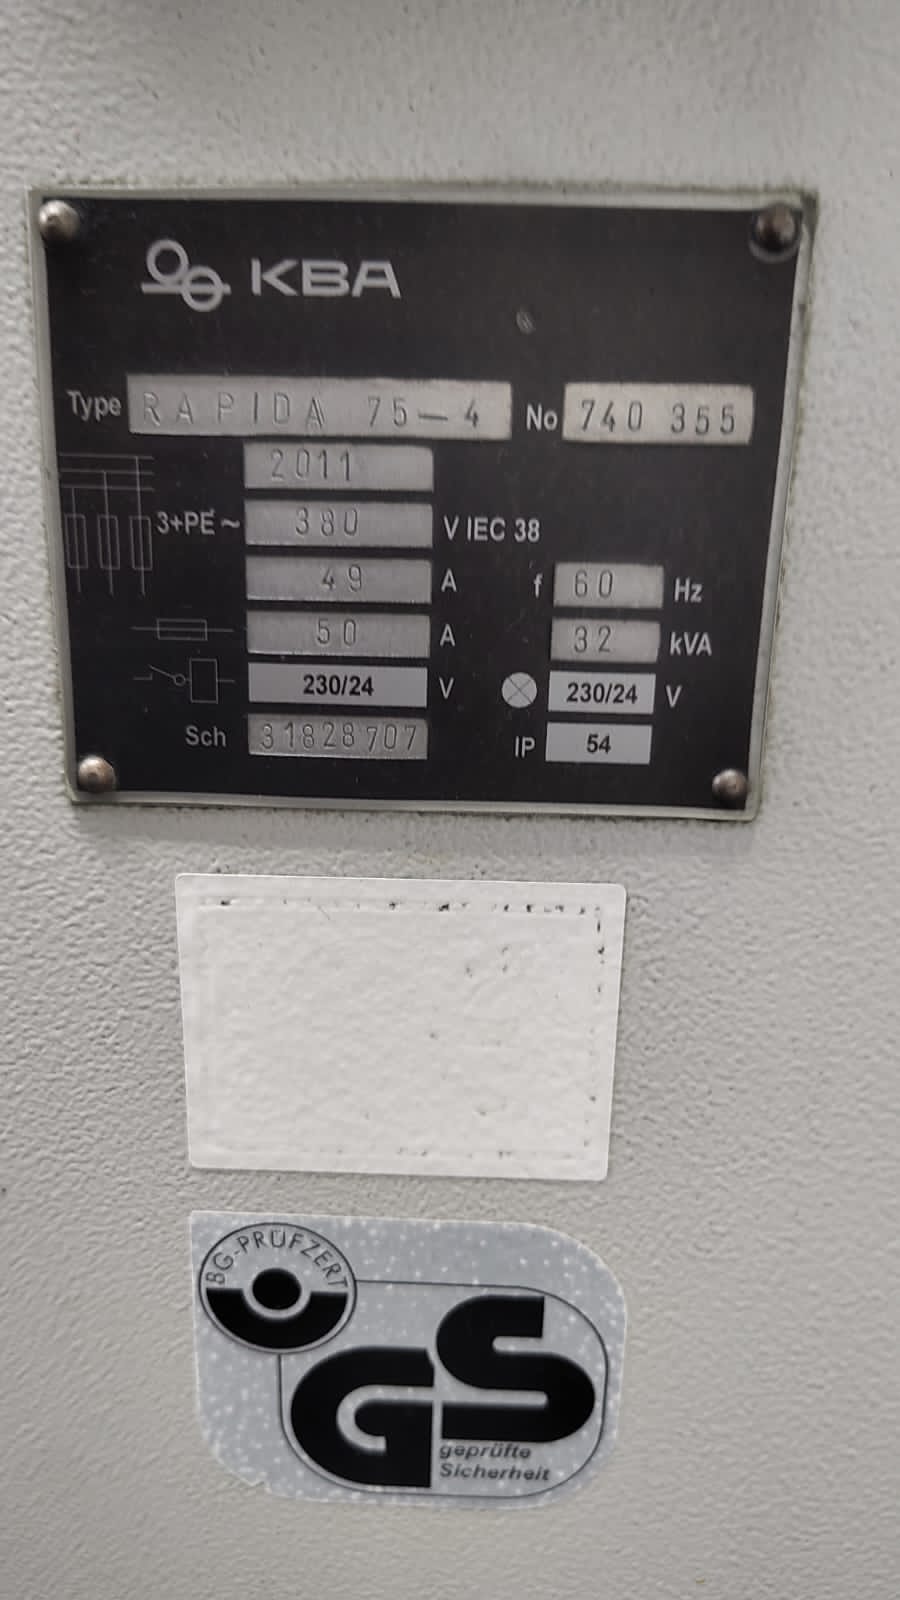 KBA
Type RAPIDA 75-4 No 740 355
2011
3+PE~ 380 V IEC 38
49 A f 60 Hz
50 A 32 kVA
230/24 V 230/24 V
Sch 31828707 IP 54
BG-PRÜFZERT
GS
geprüfte
Sicherheit